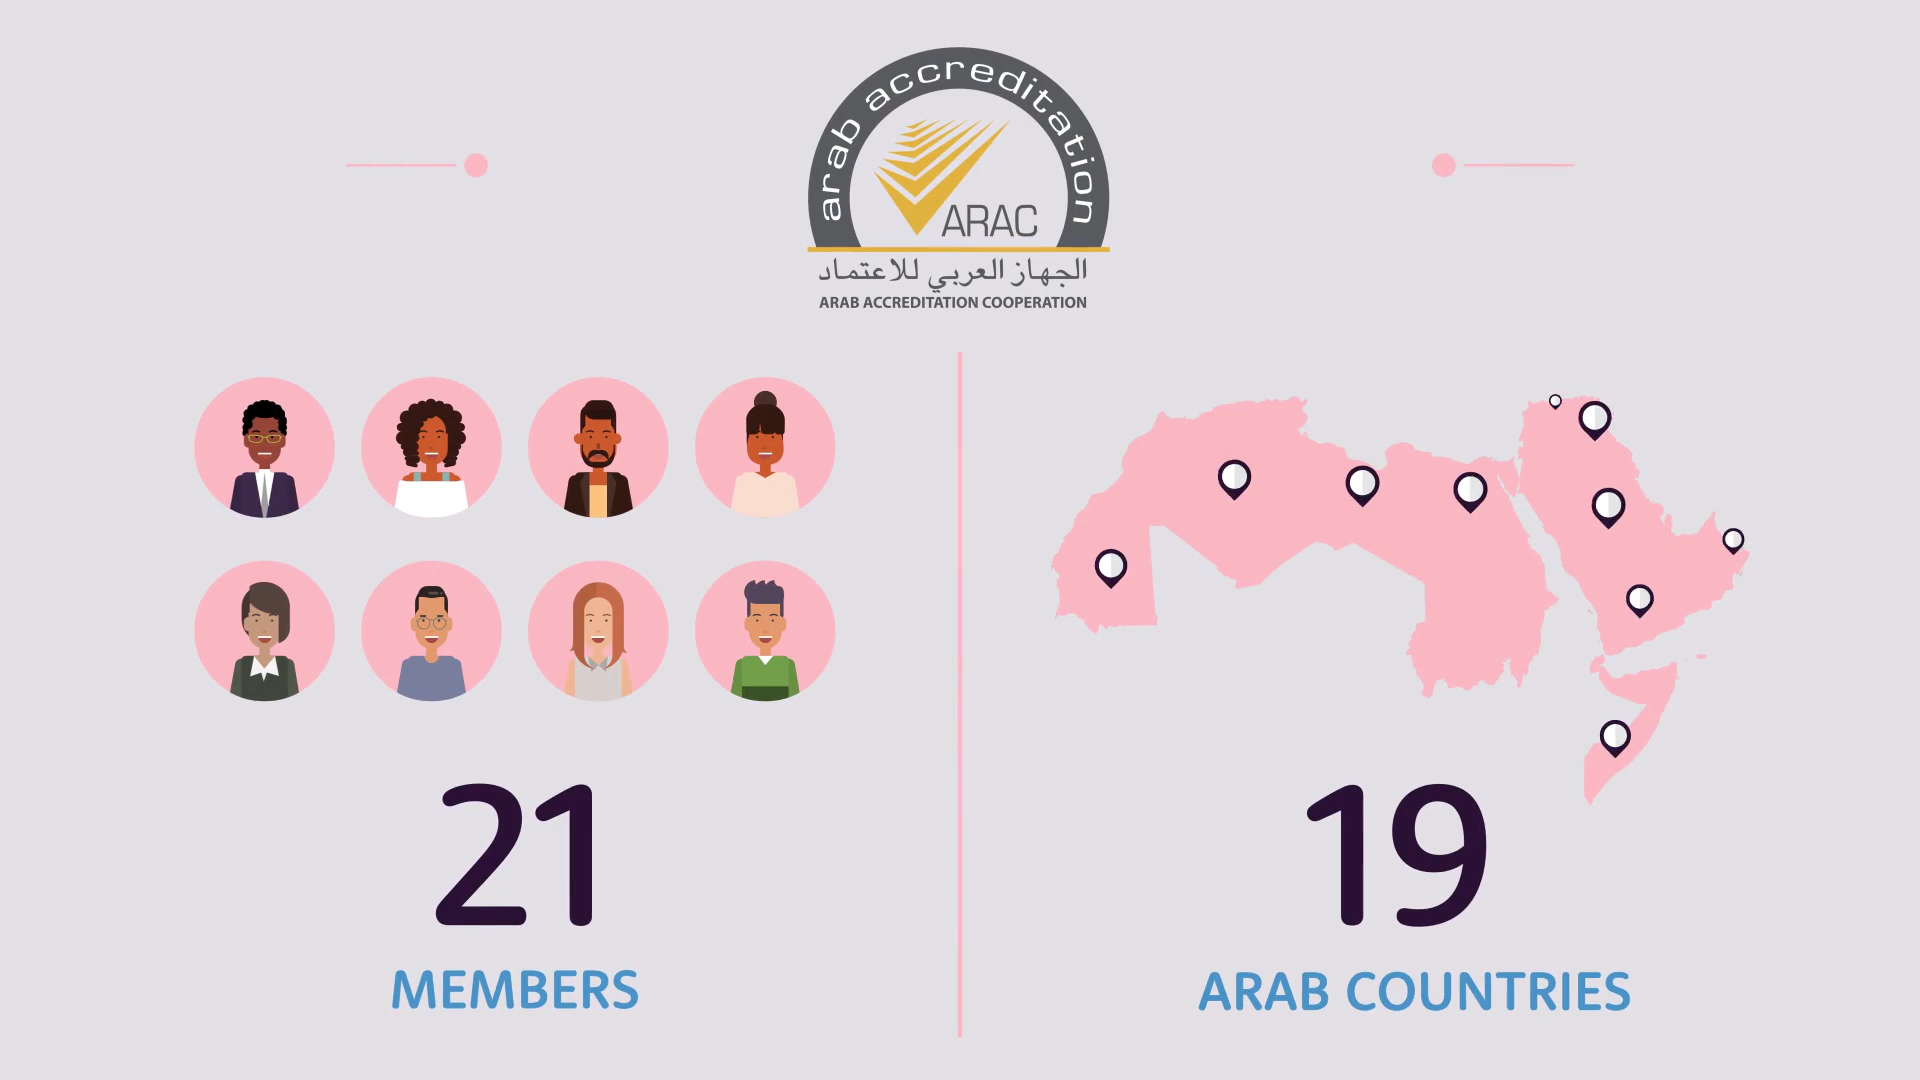 arab accreditation
ARAC
الجهاز العربي للاعتماد
ARAB ACCREDITATION COOPERATION
21
MEMBERS
19
ARAB COUNTRIES